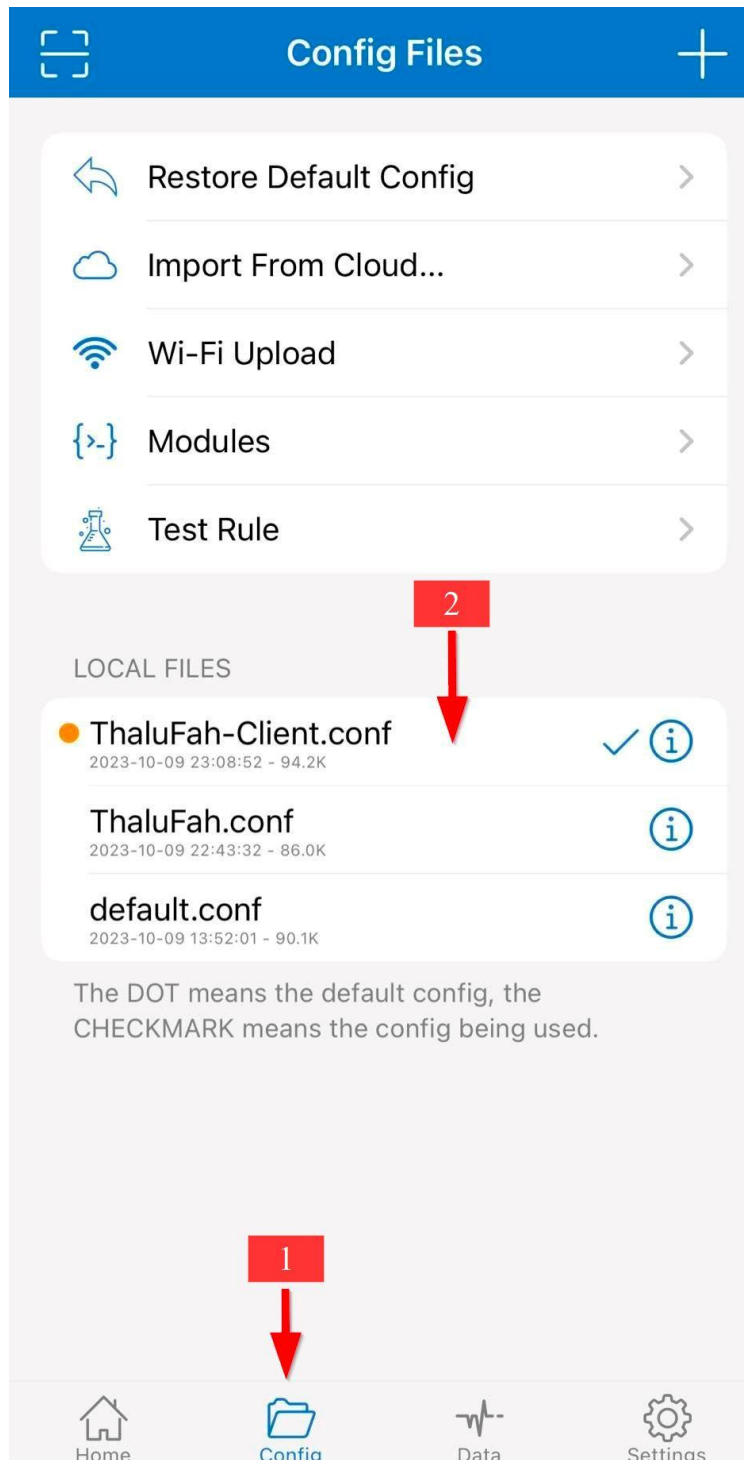 Config Files
Restore Default Config
Import From Cloud...
Wi-Fi Upload
{>_} Modules
Test Rule
2
LOCAL FILES
ThaluFah-Client.conf
2023-10-09 23:08:52 - 94.2K
ThaluFah.conf
2023-10-09 22:43:32 - 86.0K
default.conf
2023-10-09 13:52:01 - 90.1K
The DOT means the default config, the
CHECKMARK means the config being used.
1
Home Config Data Settings